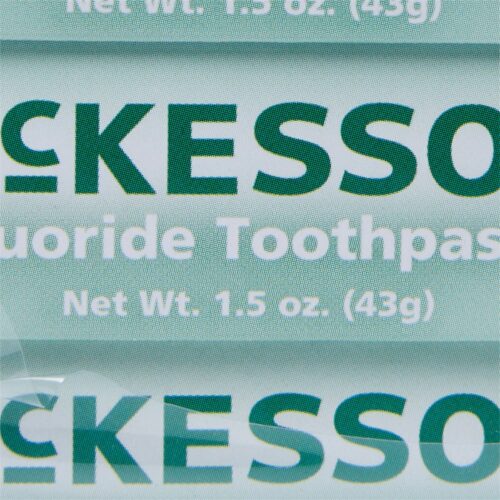 Net Wt. 1.5 oz. (43g)
cKESSO
uoride Toothpas
Net Wt. 1.5 oz. (43g)
cKESSO